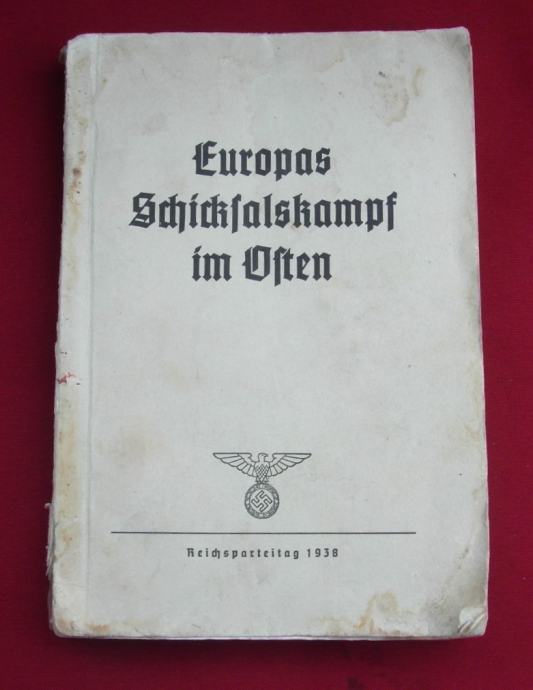 Europas
Schickſalskampf
im Oſten
Reichsparteitag 1938